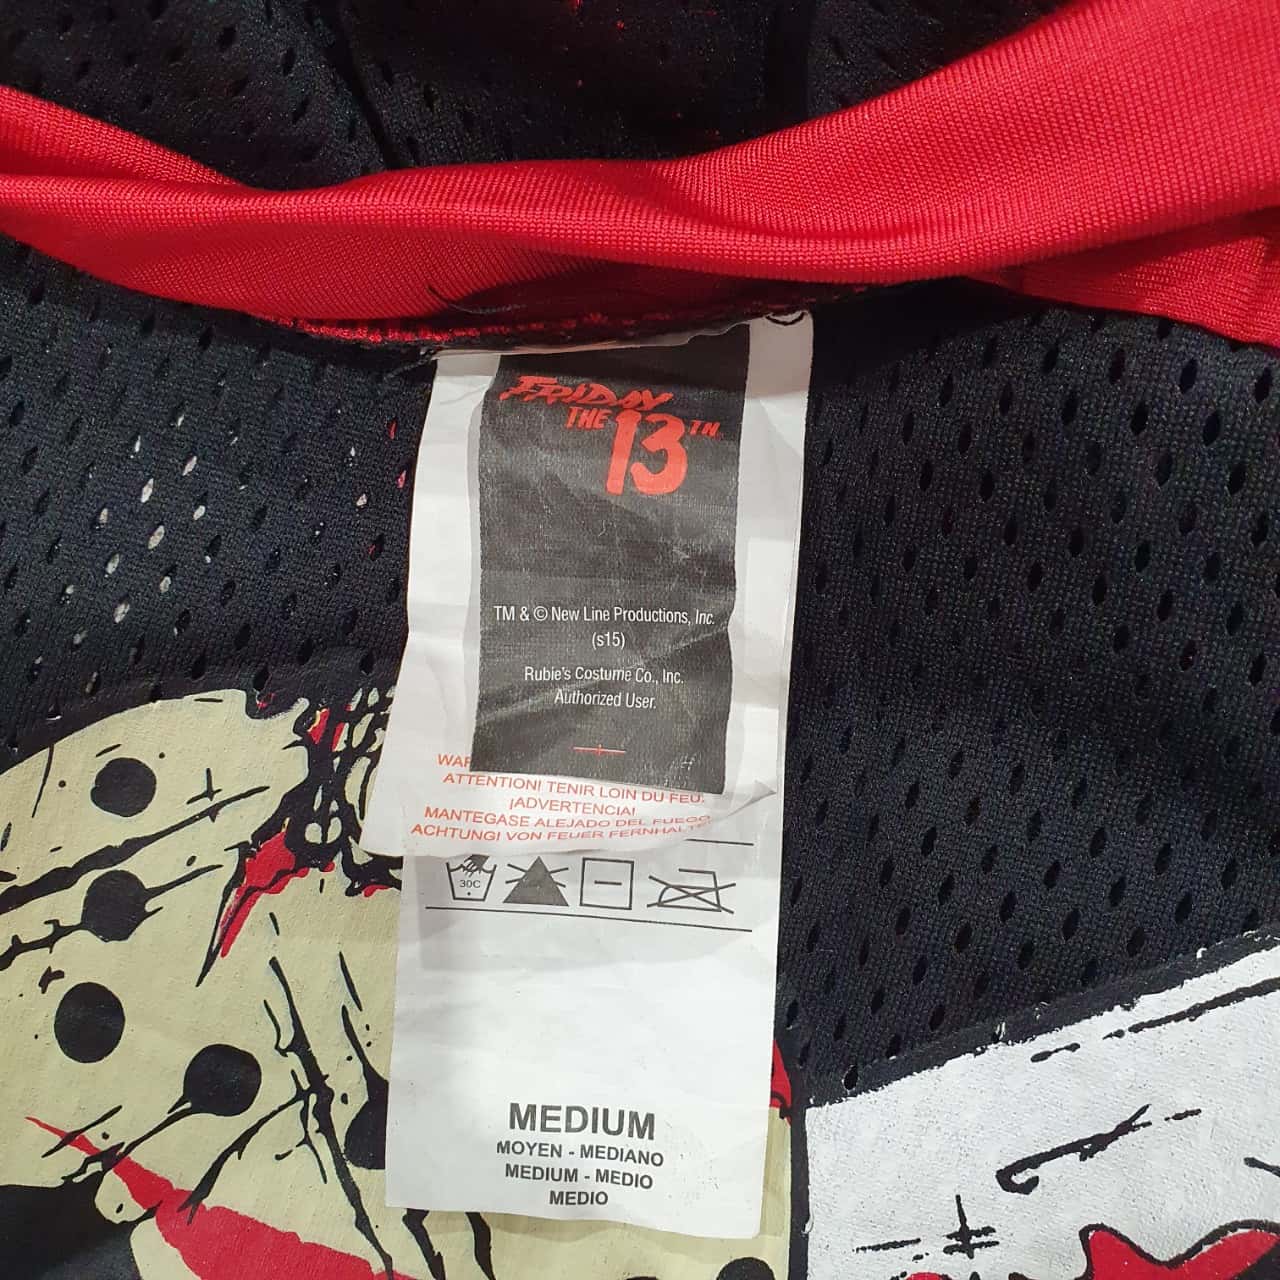 FRIDAY
THE 13TH
TM & © New Line Productions, Inc.
(s15)
Rubie's Costume Co., Inc.
Authorized User.
ATTENTION! TENIR LOIN DU FEU.
¡ADVERTENCIA!
MANTEGASE ALEJADO DEL FUEGO
ACHTUNG! VON FEUER
30C
MEDIUM
MOYEN - MEDIANO
MEDIUM - MEDIO
MEDIO